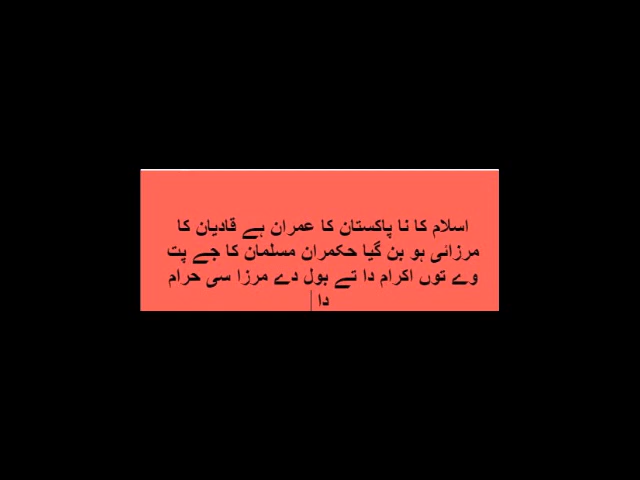 اسلام کا نا پاکستان کا عمران ہے قادیان کا
مرزائی ہو بن گیا حکمران مسلمان کا جے پت
وے توں اکرام دا تے بول دے مرزا سی حرام
دا